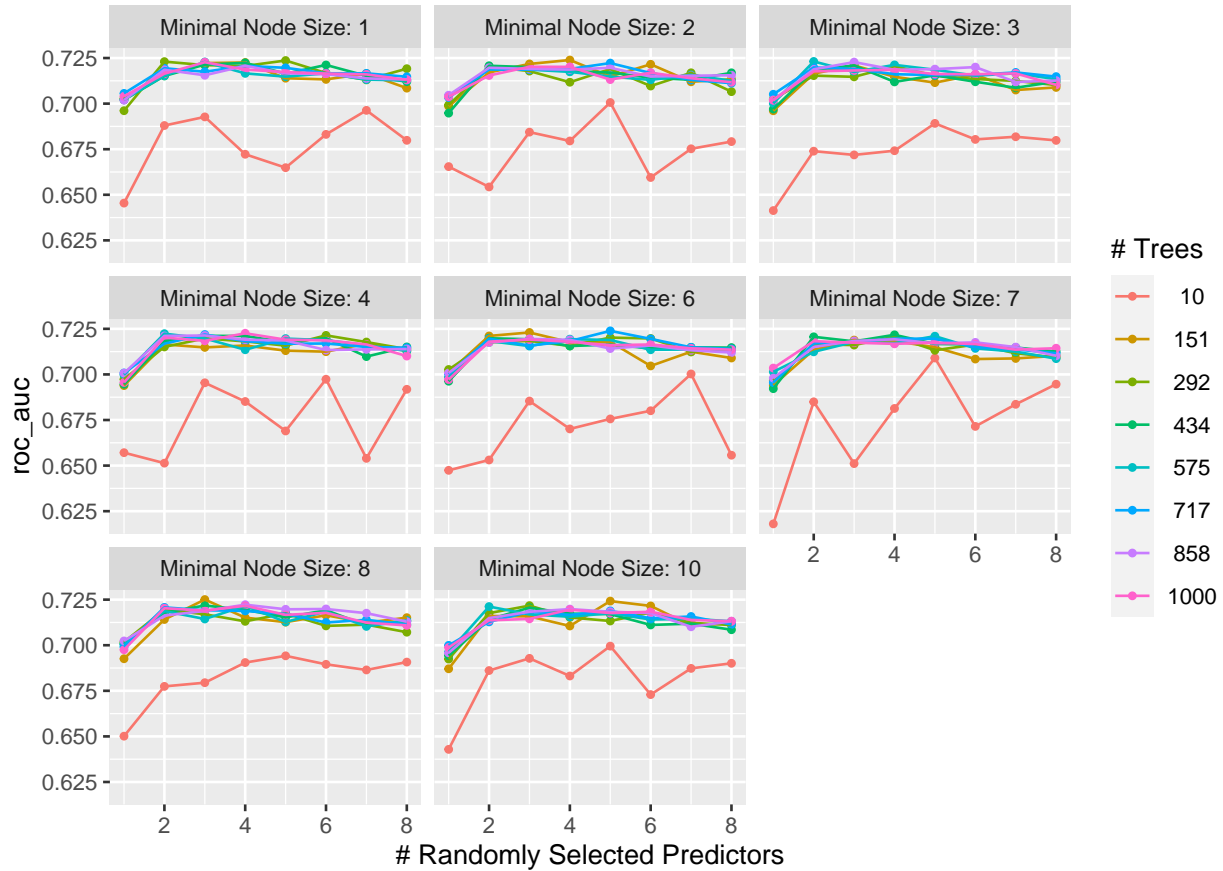 Minimal Node Size: 1
Minimal Node Size: 2
Minimal Node Size: 3
0.725
0.700
0.675
0.650
0.625
Minimal Node Size: 4
Minimal Node Size: 6
Minimal Node Size: 7
0.725
0.700
0.675
0.650
0.625
2 4 6 8
Minimal Node Size: 8
Minimal Node Size: 10
0.725
0.700
0.675
0.650
0.625
2 4 6 8
2 4 6 8
roc_auc
# Randomly Selected Predictors
# Trees
10
151
292
434
575
717
858
1000